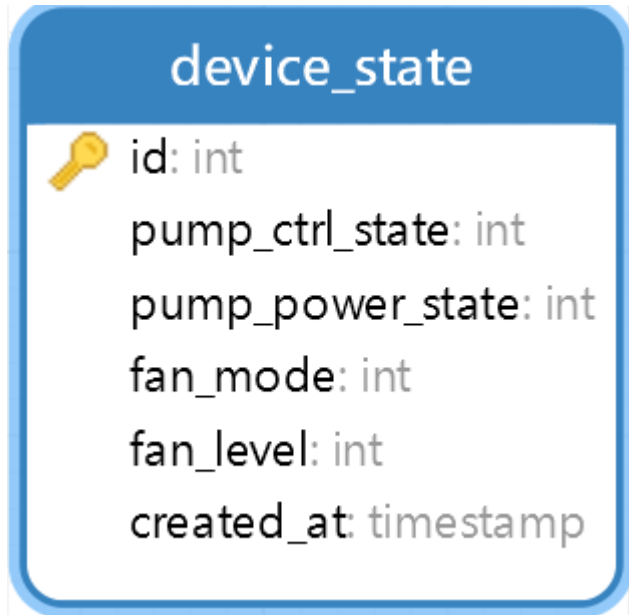 device_state
id: int
pump_ctrl_state: int
pump_power_state: int
fan_mode: int
fan_level: int
created_at: timestamp